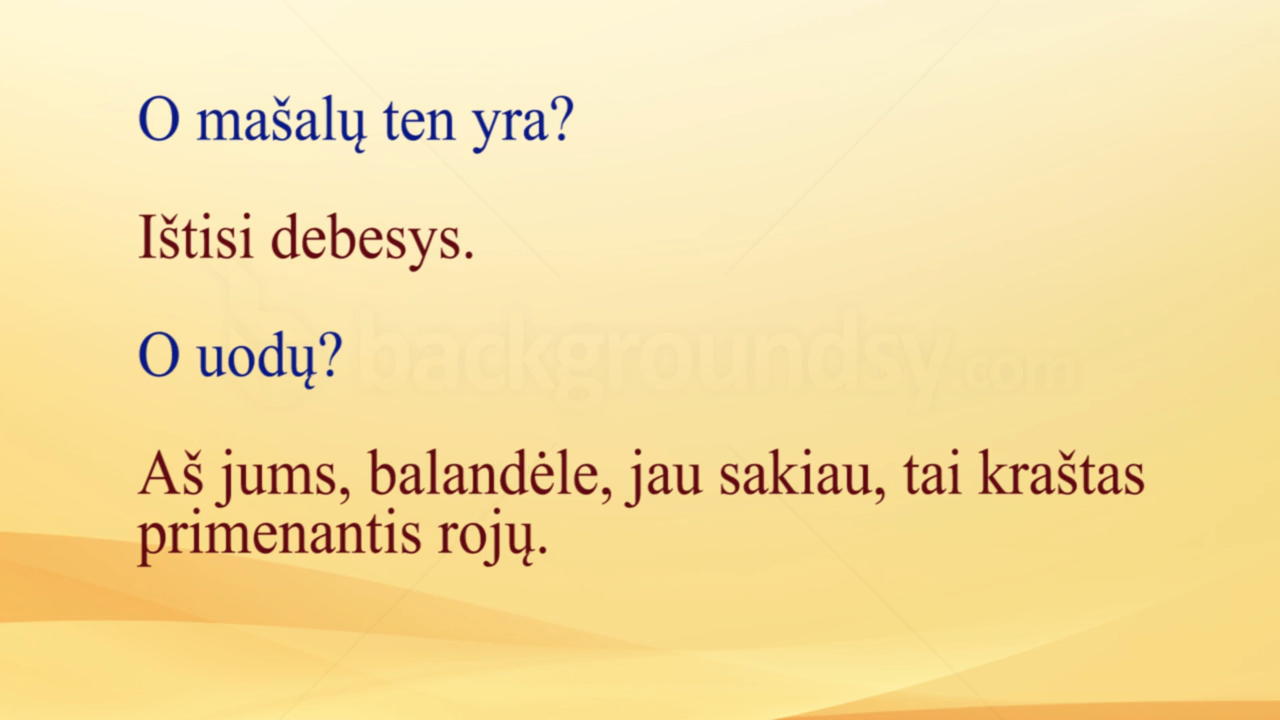 O mašalų ten yra?
Ištisi debesys.
O uodų?
Aš jums, balandėle, jau sakiau, tai kraštas
primenantis rojų.
backgroundsy.com